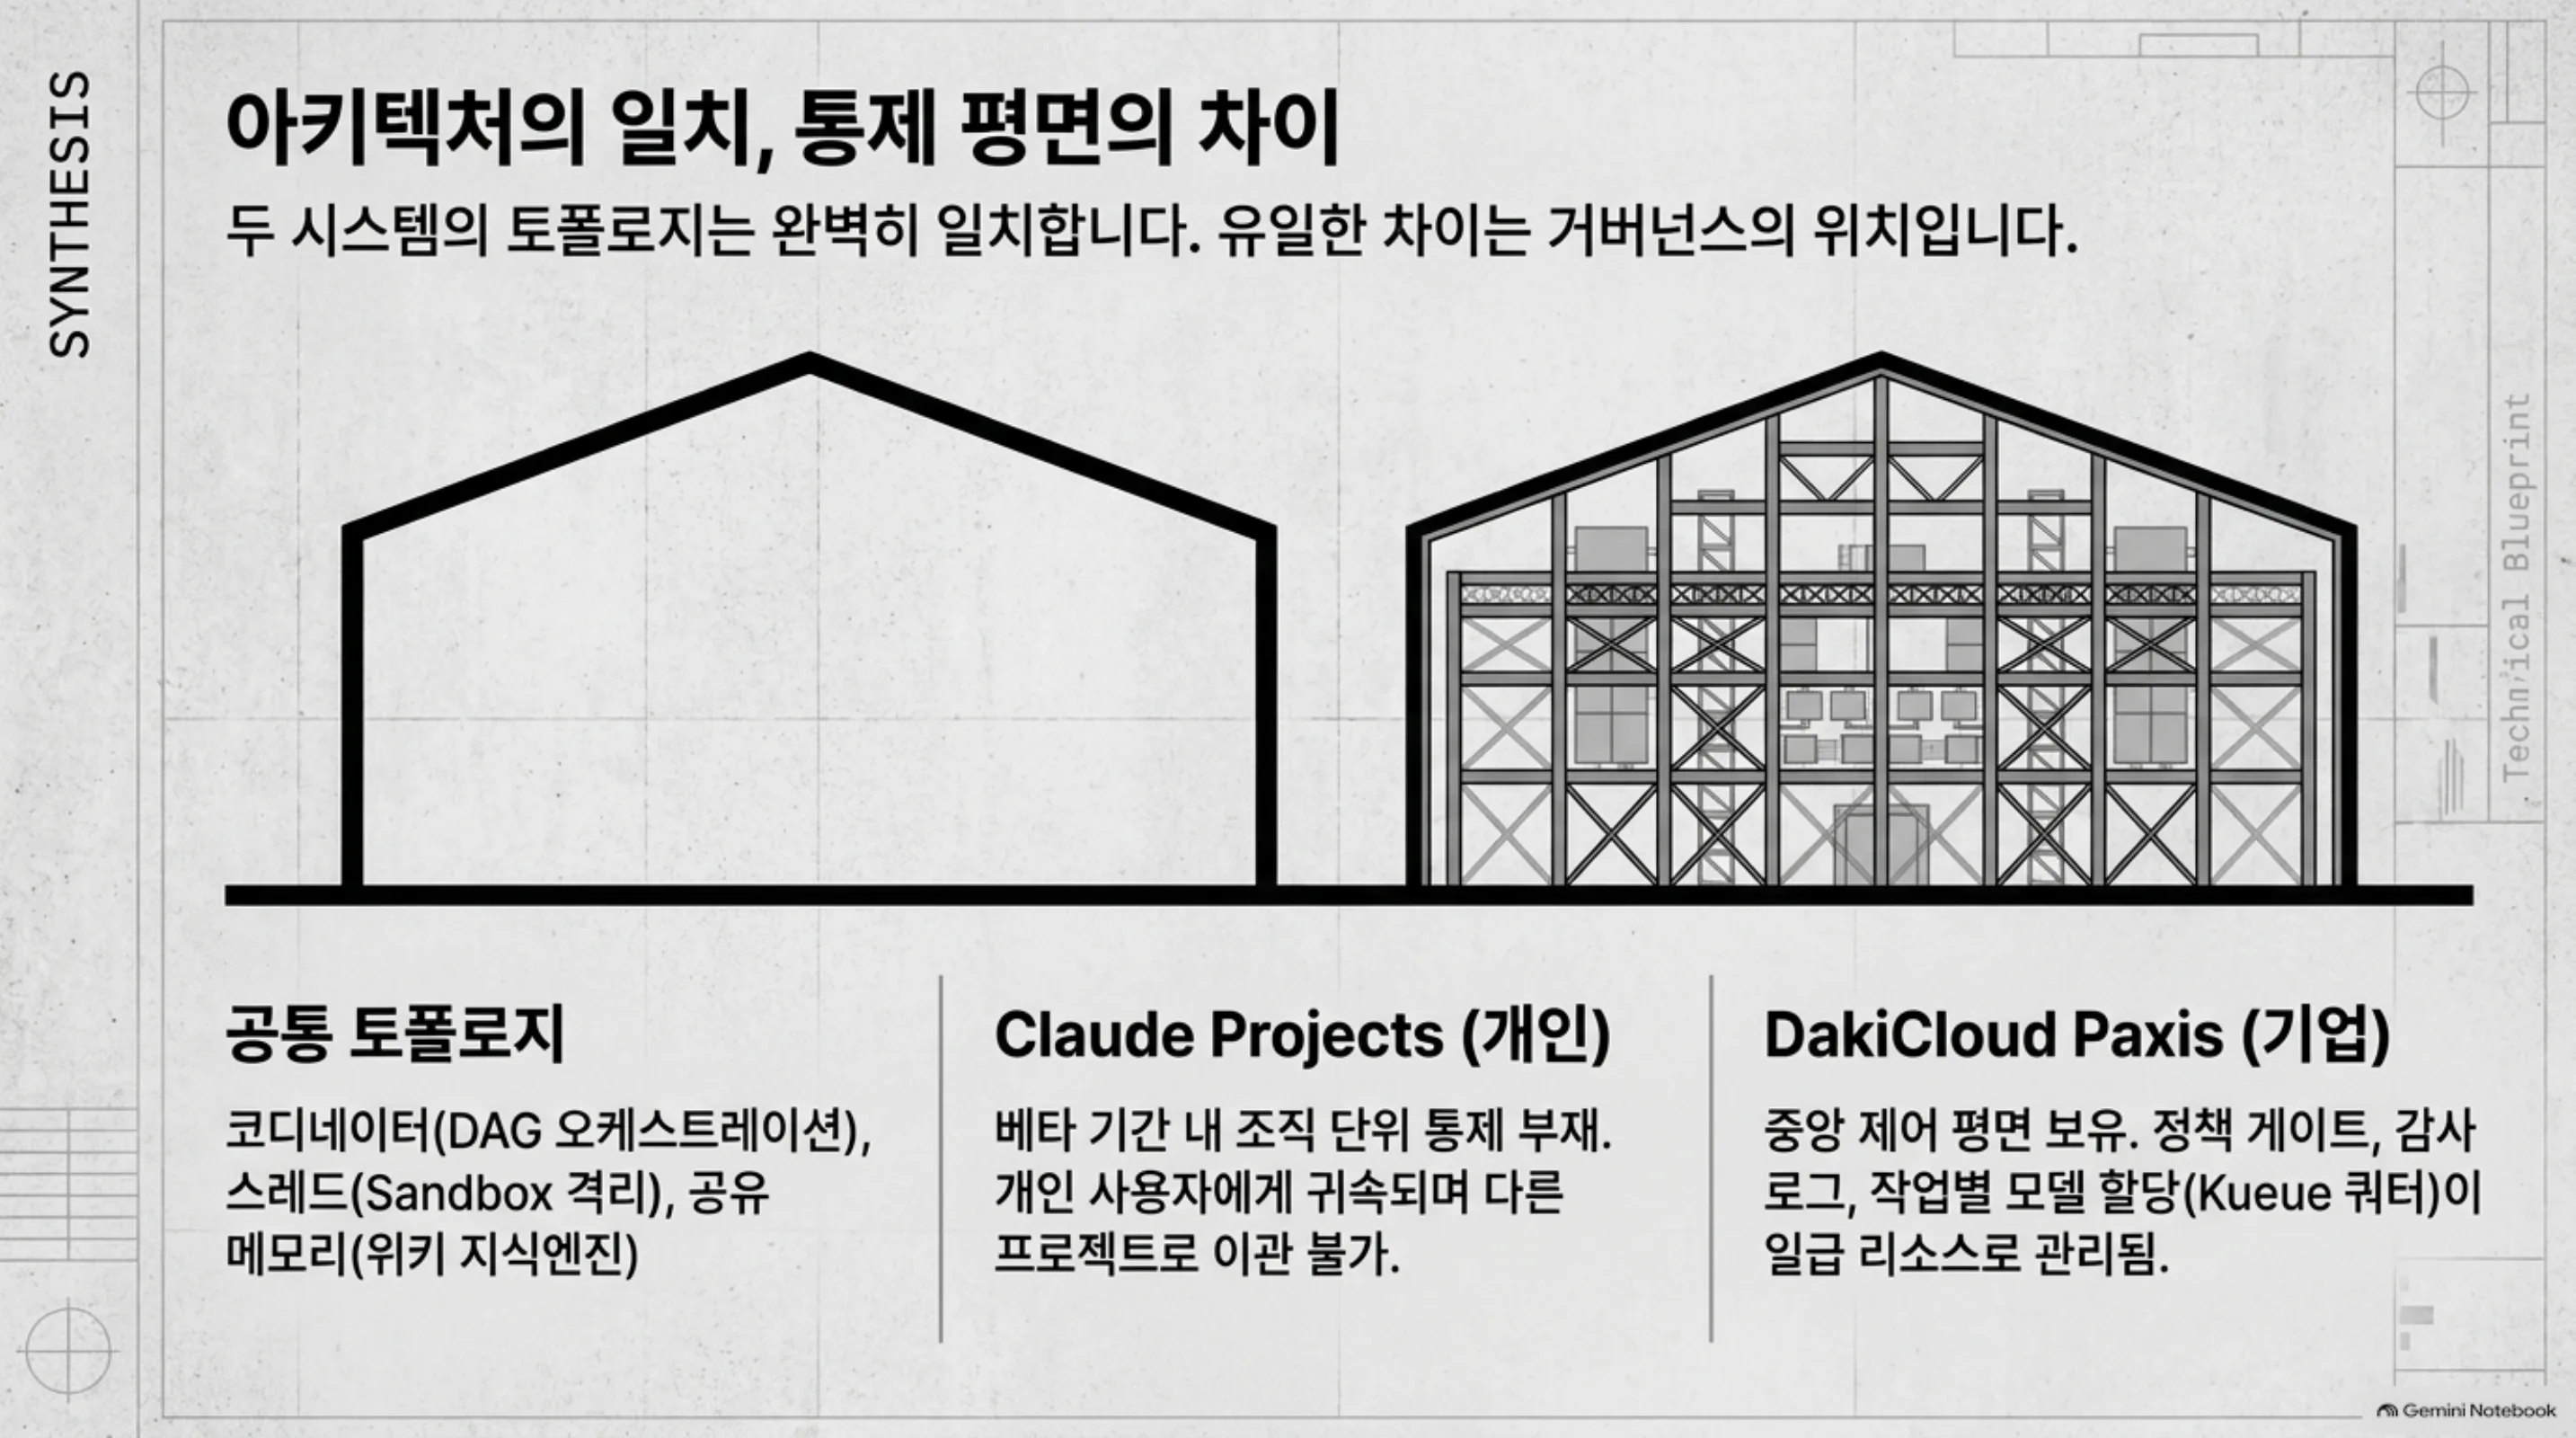 SYNTHESIS
아키텍처의 일치, 통제 평면의 차이
두 시스템의 토폴로지는 완벽히 일치합니다. 유일한 차이는 거버넌스의 위치입니다.
Technical Blueprint
공통 토폴로지
코디네이터(DAG 오케스트레이션),
스레드(Sandbox 격리), 공유
메모리(위키 지식엔진)
Claude Projects (개인)
베타 기간 내 조직 단위 통제 부재.
개인 사용자에게 귀속되며 다른
프로젝트로 이관 불가.
DakiCloud Paxis (기업)
중앙 제어 평면 보유. 정책 게이트, 감사
로그, 작업별 모델 할당(Kueue 쿼터)이
일급 리소스로 관리됨.
Gemini Notebook